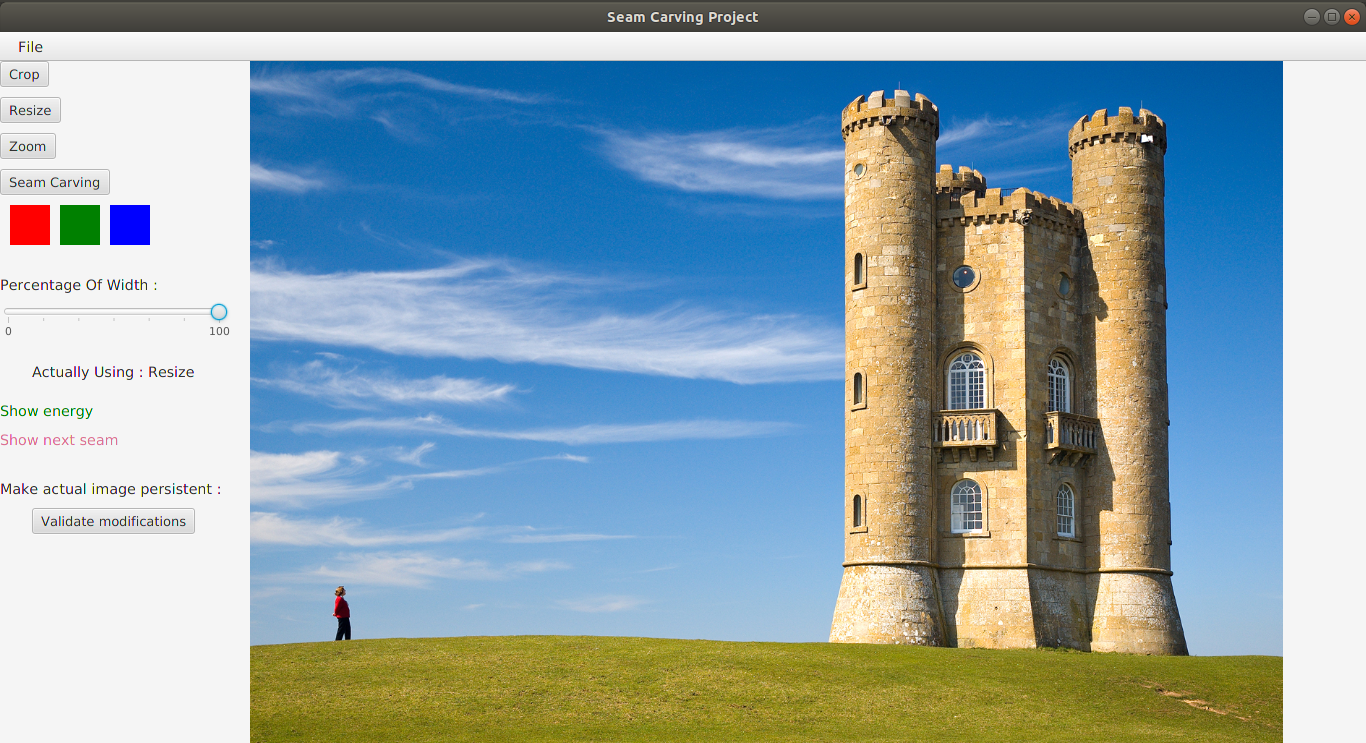 Seam Carving Project
File
Crop
Resize
Zoom
Seam Carving
Percentage Of Width :
0 100
Actually Using : Resize
Show energy
Show next seam
Make actual image persistent :
Validate modifications